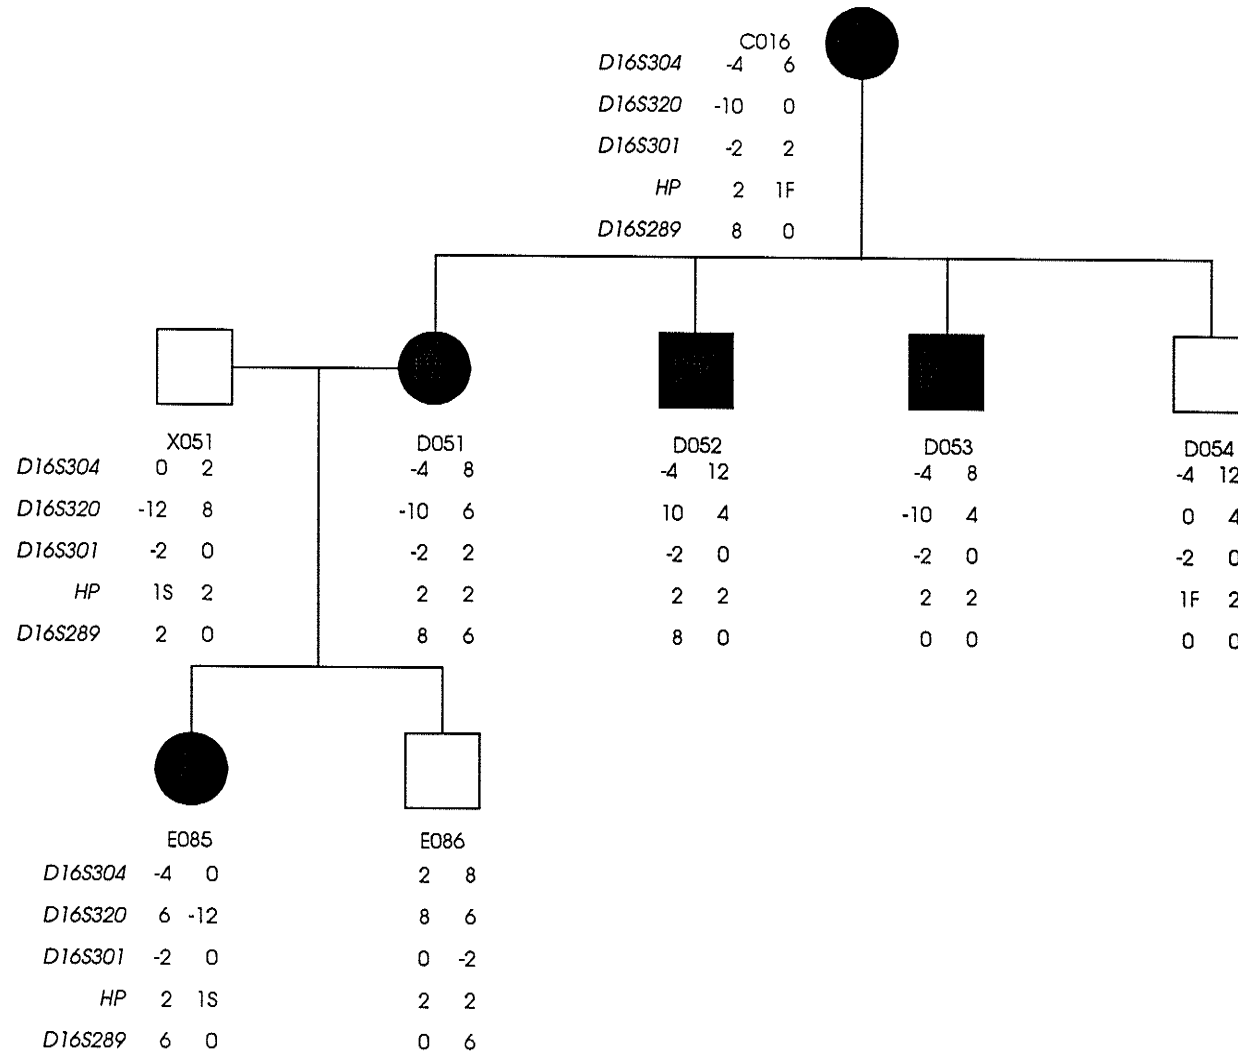 C016
D16S304 -4 6
D16S320 -10 0
D16S301 -2 2
HP 2 1F
D16S289 8 0
X051 D051 D052 D053 D054
D16S304 0 2 -4 8 -4 12 -4 8 -4 12
D16S320 -12 8 -10 6 10 4 -10 4 0 4
D16S301 -2 0 -2 2 -2 0 -2 0 -2 0
HP 1S 2 2 2 2 2 2 2 1F 2
D16S289 2 0 8 6 8 0 0 0 0 0
E085 E086
D16S304 -4 0 2 8
D16S320 6 -12 8 6
D16S301 -2 0 0 -2
HP 2 1S 2 2
D16S289 6 0 0 6